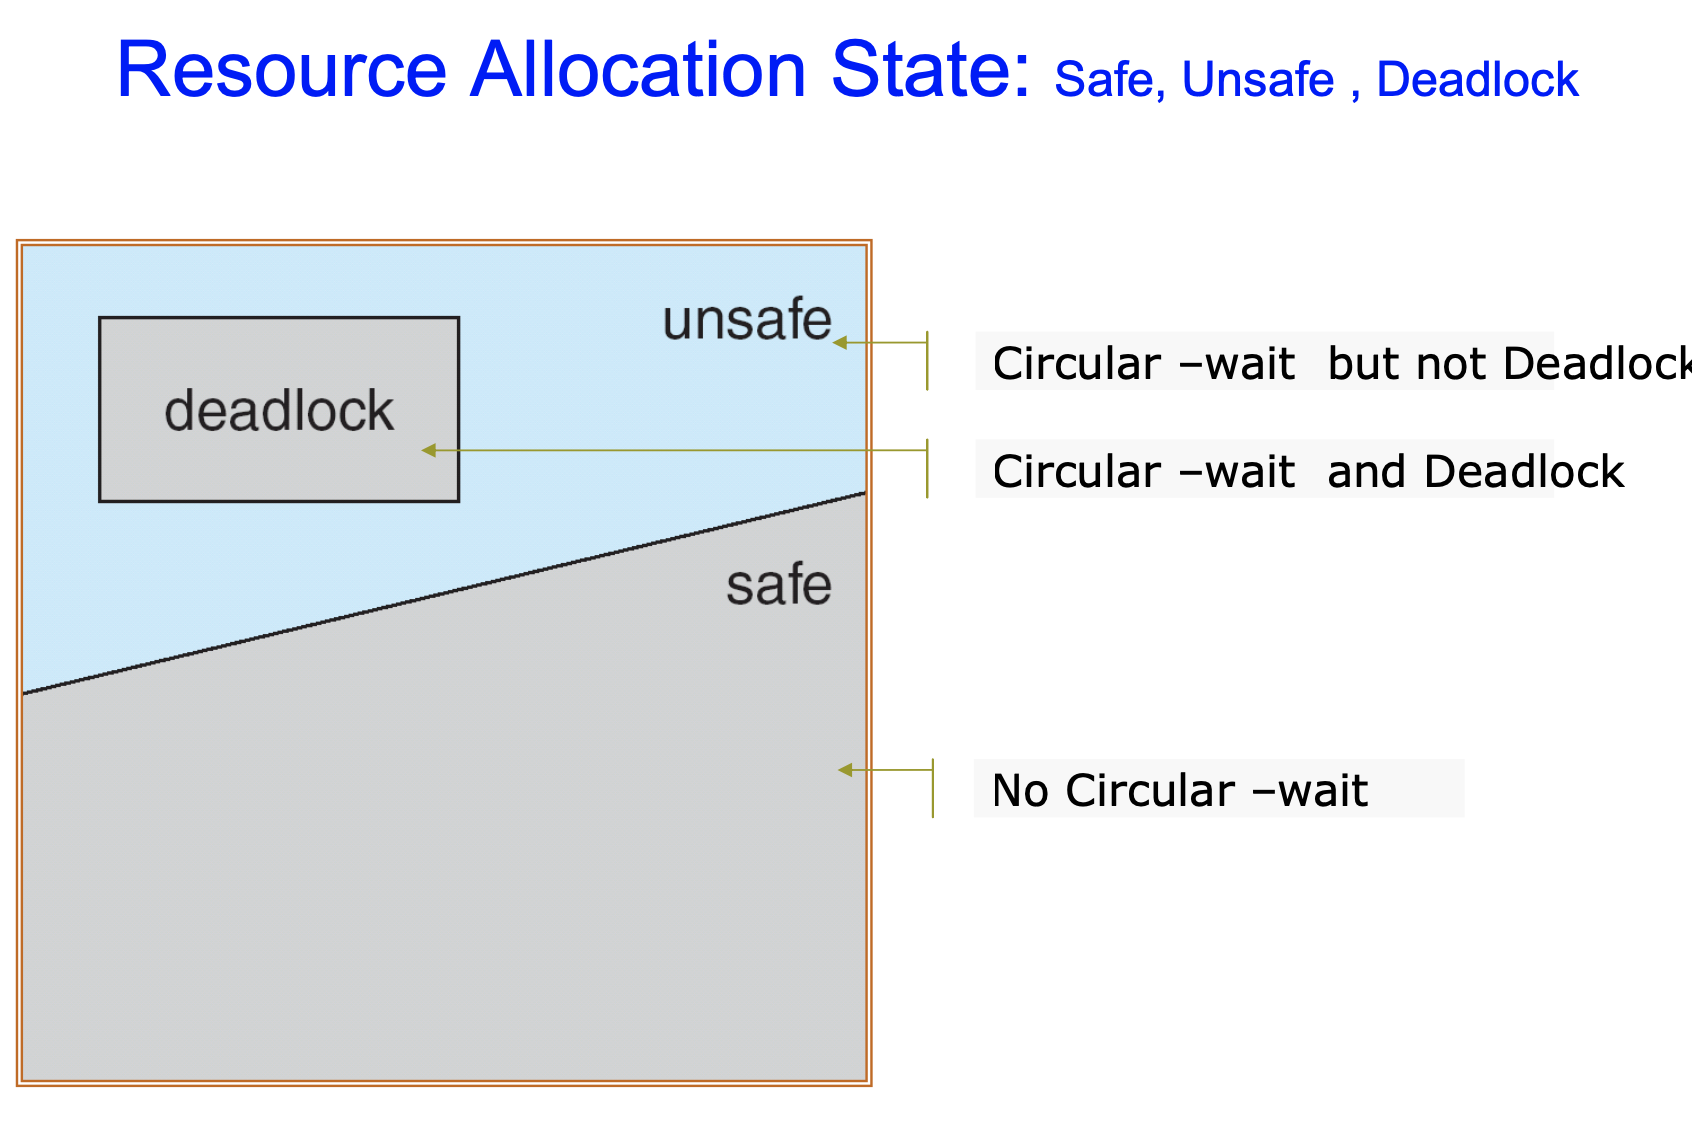 Resource Allocation State: Safe, Unsafe , Deadlock
unsafe
Circular –wait  but not Deadlock
deadlock
Circular –wait  and Deadlock
safe
No Circular –wait